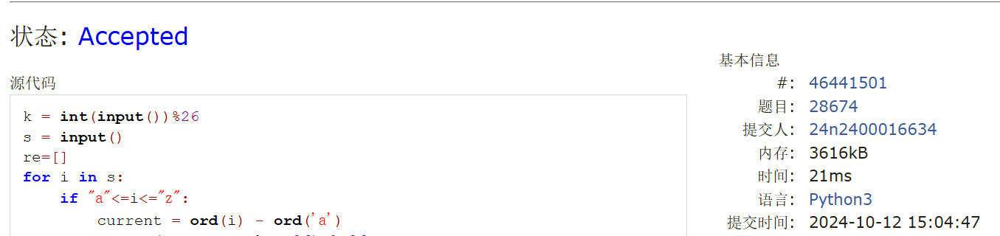 状态: Accepted
源代码
k = int(input())%26
s = input()
re=[]
for i in s:
    if "a"<=i<="z":
        current = ord(i) - ord('a')
基本信息
#: 46441501
题目: 28674
提交人: 24n2400016634
内存: 3616kB
时间: 21ms
语言: Python3
提交时间: 2024-10-12 15:04:47